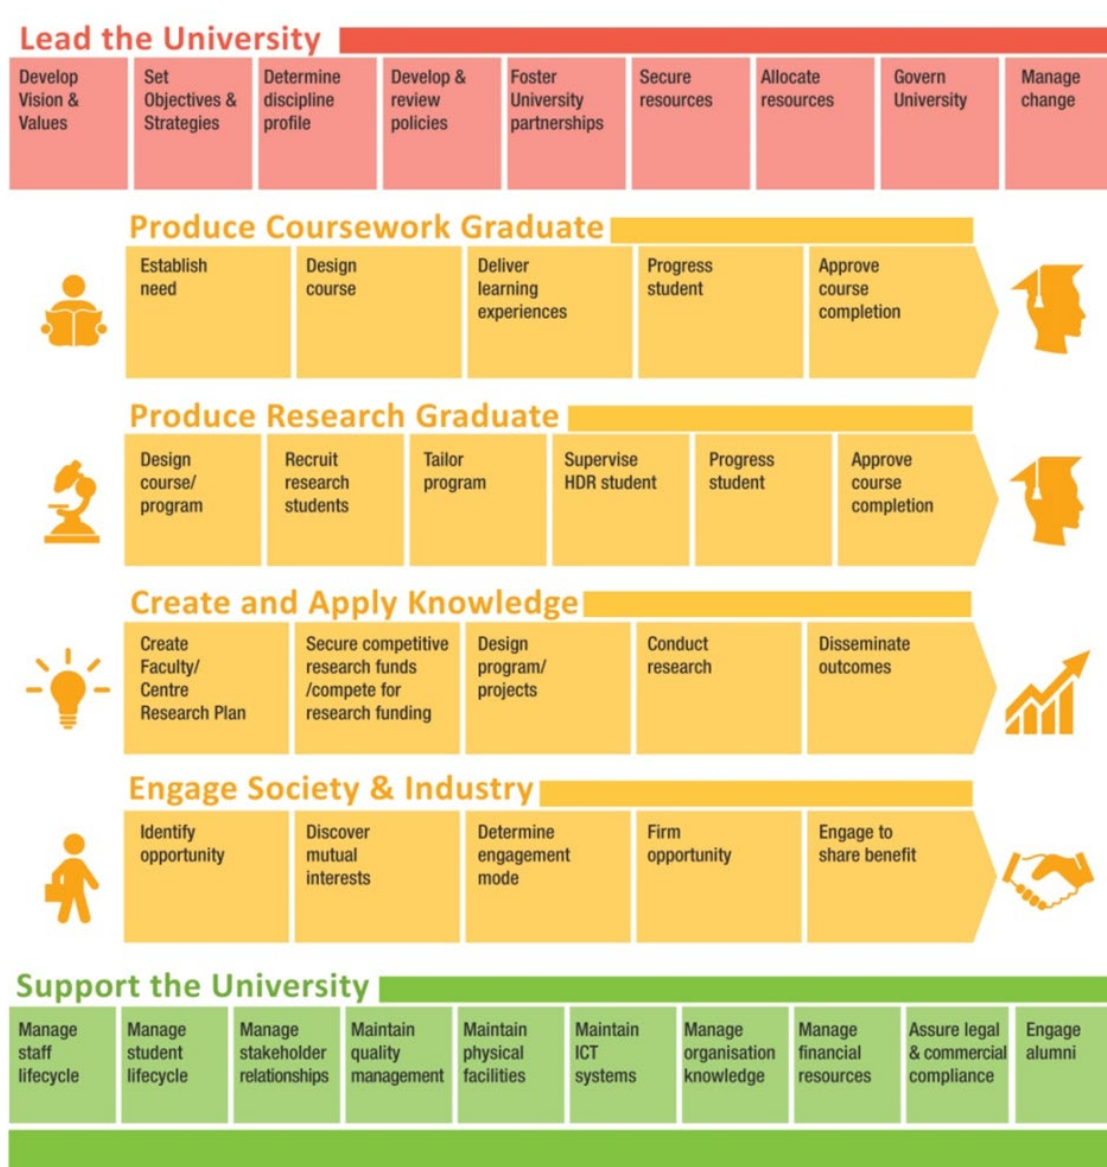 Lead the University
Develop
Vision &
Values
Set
Objectives &
Strategies
Determine
discipline
profile
Develop &
review
policies
Foster
University
partnerships
Secure
resources
Allocate
resources
Govern
University
Manage
change
Produce Coursework Graduate
Establish
need
Design
course
Deliver
learning
experiences
Progress
student
Approve
course
completion
Produce Research Graduate
Design
course/
program
Recruit
research
students
Tailor
program
Supervise
HDR student
Progress
student
Approve
course
completion
Create and Apply Knowledge
Create
Faculty/
Centre
Research Plan
Secure competitive
research funds
/compete for
research funding
Design
program/
projects
Conduct
research
Disseminate
outcomes
Engage Society & Industry
Identify
opportunity
Discover
mutual
interests
Determine
engagement
mode
Firm
opportunity
Engage to
share benefit
Support the University
Manage
staff
lifecycle
Manage
student
lifecycle
Manage
stakeholder
relationships
Maintain
quality
management
Maintain
physical
facilities
Maintain
ICT
systems
Manage
organisation
knowledge
Manage
financial
resources
Assure legal
& commercial
compliance
Engage
alumni